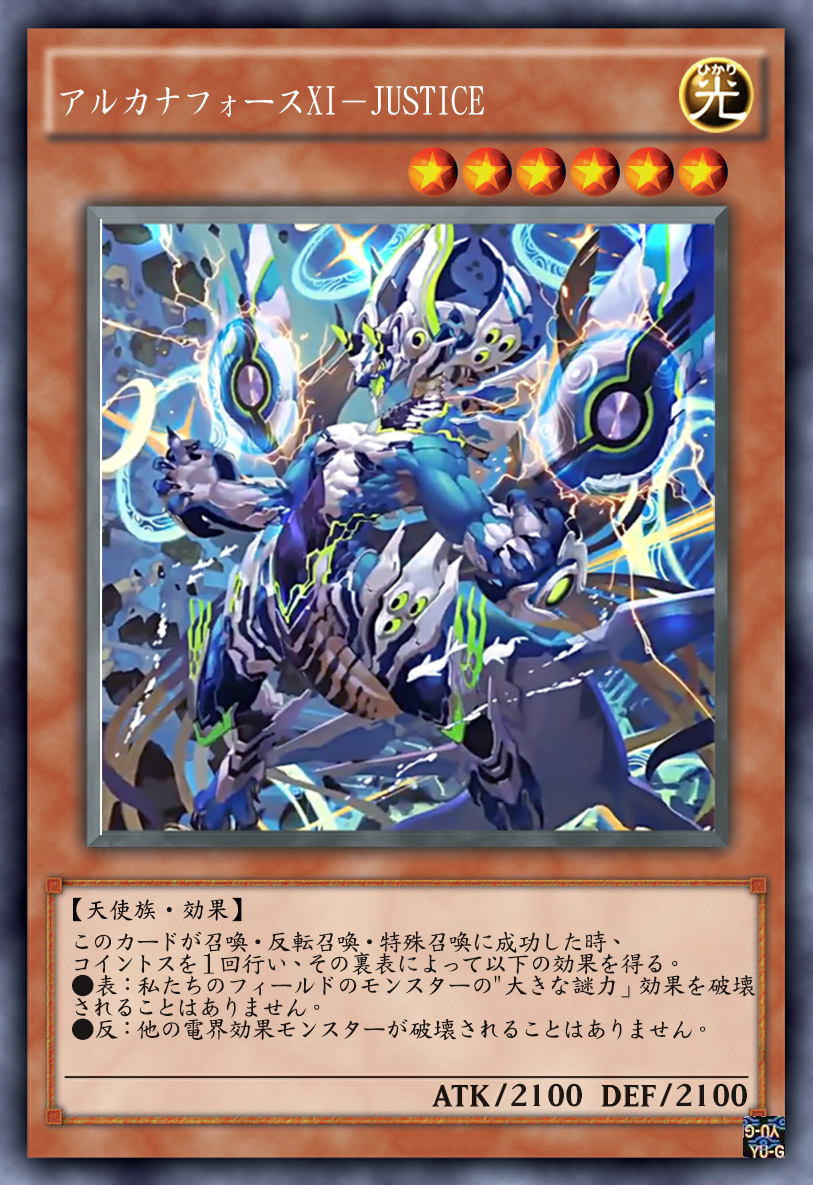 アルカナフォースXI－JUSTICE
ひかり
光
【天使族・効果】
このカードが召喚・反転召喚・特殊召喚に成功した時、
コイントスを1回行い、その裏表によって以下の効果を得る。
●表：私たちのフィールドのモンスターの"大きな謎力」効果を破壊
されることはありません。
●反：他の電界効果モンスターが破壊されることはありません。
ATK/2100 DEF/2100
YU-G
YU-G